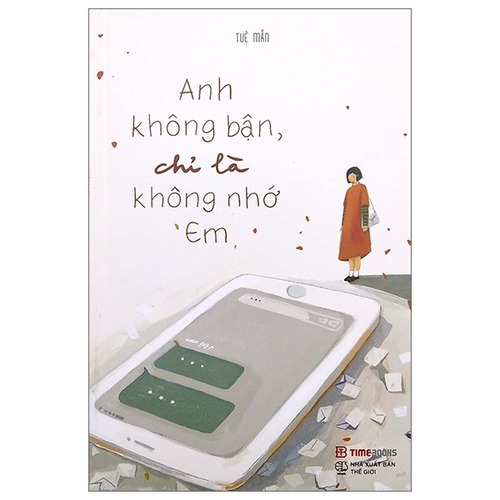 TUỆ MẪN
Anh
không bận,
chỉ là
không nhớ
Em
TIMEBOOKS
NHÀ XUẤT BẢN
THẾ GIỚI